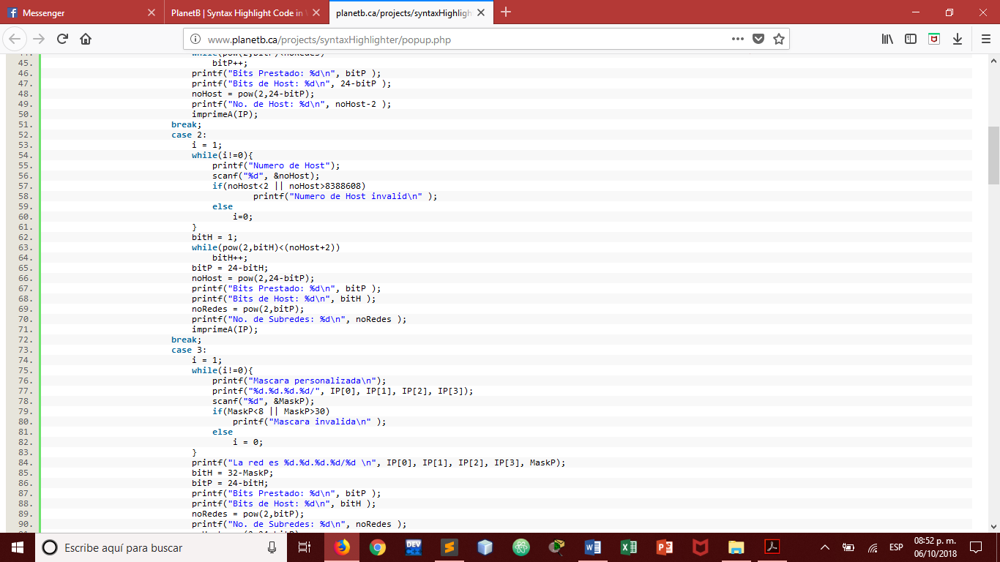 Messenger
PlanetB | Syntax Highlight Code in
planetb.ca/projects/syntaxHighligh
www.planetb.ca/projects/syntaxHighlighter/popup.php
44. while(pow(2,bitP)<noRedes)
45. bitP++;
46. printf("Bits Prestado: %d\n", bitP );
47. printf("Bits de Host: %d\n", 24-bitP );
48. noHost = pow(2,24-bitP);
49. printf("No. de Host: %d\n", noHost-2 );
50. imprimeA(IP);
51. break;
52. case 2:
53. i = 1;
54. while(i!=0){
55. printf("Numero de Host");
56. scanf("%d", &noHost);
57. if(noHost<2 || noHost>8388608)
58. printf("Numero de Host invalid\n" );
59. else
60. i=0;
61. }
62. bitH = 1;
63. while(pow(2,bitH)<(noHost+2))
64. bitH++;
65. bitP = 24-bitH;
66. noHost = pow(2,24-bitP);
67. printf("Bits Prestado: %d\n", bitP );
68. printf("Bits de Host: %d\n", bitH );
69. noRedes = pow(2,bitP);
70. printf("No. de Subredes: %d\n", noRedes );
71. imprimeA(IP);
72. break;
73. case 3:
74. i = 1;
75. while(i!=0){
76. printf("Mascara personalizada\n");
77. printf("%d.%d.%d.%d/", IP[0], IP[1], IP[2], IP[3]);
78. scanf("%d", &MaskP);
79. if(MaskP<8 || MaskP>30)
80. printf("Mascara invalida\n" );
81. else
82. i = 0;
83. }
84. printf("La red es %d.%d.%d.%d/%d \n", IP[0], IP[1], IP[2], IP[3], MaskP);
85. bitH = 32-MaskP;
86. bitP = 24-bitH;
87. printf("Bits Prestado: %d\n", bitP );
88. printf("Bits de Host: %d\n", bitH );
89. noRedes = pow(2,bitP);
90. printf("No. de Subredes: %d\n", noRedes );
Escribe aquí para buscar
DEV
ESP
08:52 p. m.
06/10/2018